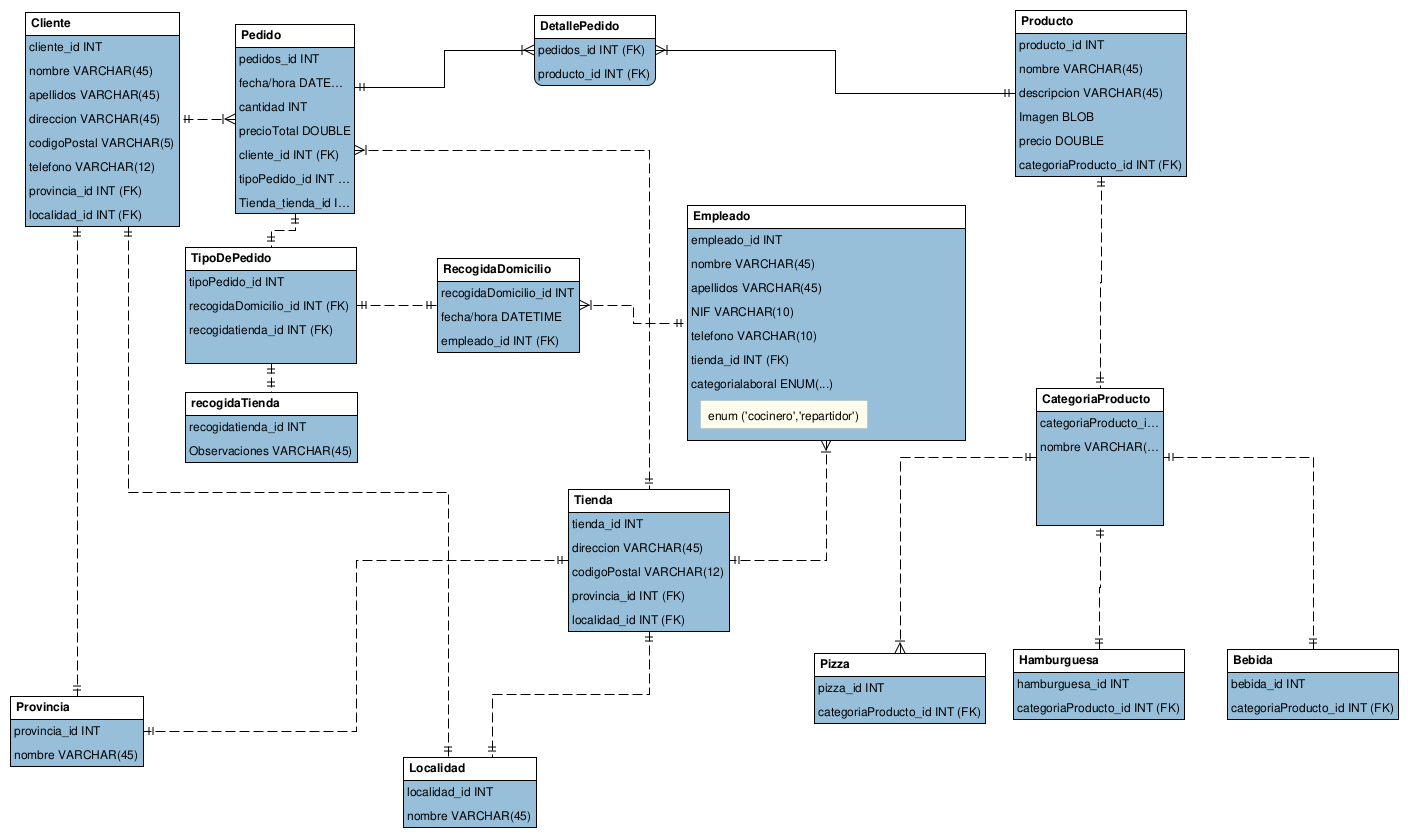 Cliente
cliente_id INT
nombre VARCHAR(45)
apellidos VARCHAR(45)
direccion VARCHAR(45)
codigoPostal VARCHAR(5)
telefono VARCHAR(12)
provincia_id INT (FK)
localidad_id INT (FK)
Pedido
pedidos_id INT
fecha/hora DATE...
cantidad INT
precioTotal DOUBLE
cliente_id INT (FK)
tipoPedido_id INT ...
Tienda_tienda_id I...
DetallePedido
pedidos_id INT (FK)
producto_id INT (FK)
Producto
producto_id INT
nombre VARCHAR(45)
descripcion VARCHAR(45)
Imagen BLOB
precio DOUBLE
categoriaProducto_id INT (FK)
TipoDePedido
tipoPedido_id INT
recogidaDomicilio_id INT (FK)
recogidatienda_id INT (FK)
RecogidaDomicilio
recogidaDomicilio_id INT
fecha/hora DATETIME
empleado_id INT (FK)
Empleado
empleado_id INT
nombre VARCHAR(45)
apellidos VARCHAR(45)
NIF VARCHAR(10)
telefono VARCHAR(10)
tienda_id INT (FK)
categorialaboral ENUM(...)
enum ('cocinero','repartidor')
recogidaTienda
recogidatienda_id INT
Observaciones VARCHAR(45)
CategoriaProducto
categoriaProducto_i...
nombre VARCHAR(...
Tienda
tienda_id INT
direccion VARCHAR(45)
codigoPostal VARCHAR(12)
provincia_id INT (FK)
localidad_id INT (FK)
Pizza
pizza_id INT
categoriaProducto_id INT (FK)
Hamburguesa
hamburguesa_id INT
categoriaProducto_id INT (FK)
Bebida
bebida_id INT
categoriaProducto_id INT (FK)
Provincia
provincia_id INT
nombre VARCHAR(45)
Localidad
localidad_id INT
nombre VARCHAR(45)